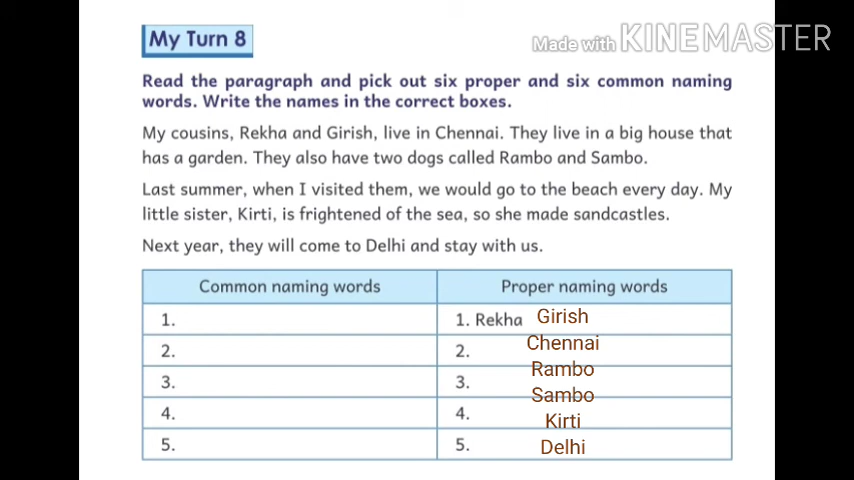 My Turn 8
Made with KINEMASTER
Read the paragraph and pick out six proper and six common naming
words. Write the names in the correct boxes.
My cousins, Rekha and Girish, live in Chennai. They live in a big house that
has a garden. They also have two dogs called Rambo and Sambo.
Last summer, when I visited them, we would go to the beach every day. My
little sister, Kirti, is frightened of the sea, so she made sandcastles.
Next year, they will come to Delhi and stay with us.
Common naming words Proper naming words
1. 1. Rekha Girish
2. 2. Chennai
3. 3. Rambo
Sambo
4. 4. Kirti
5. 5. Delhi